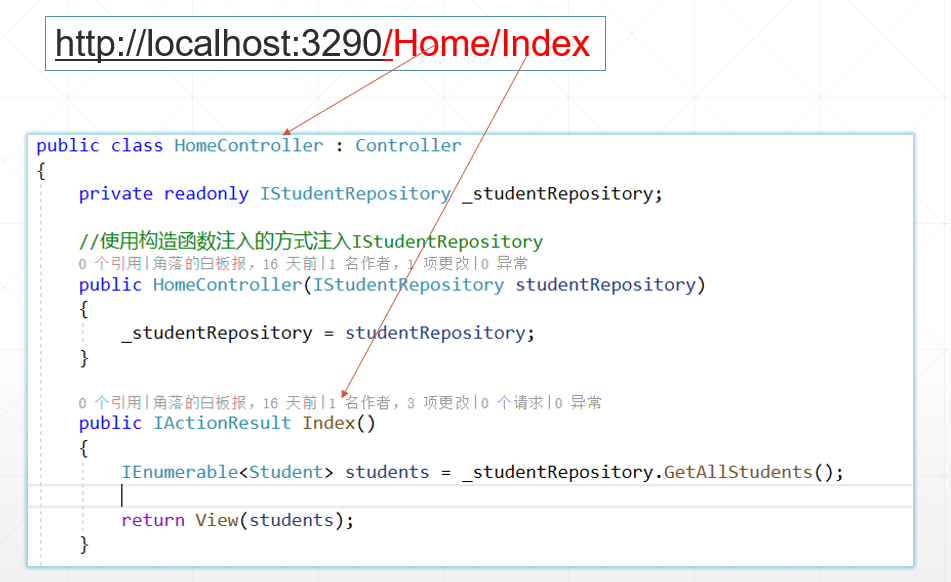 http://localhost:3290/Home/Index
public class HomeController : Controller
{
private readonly IStudentRepository _studentRepository;
//使用构造函数注入的方式注入IStudentRepository
0 个引用|角落的白板报，16 天前|1 名作者，1 项更改|0 异常
public HomeController(IStudentRepository studentRepository)
{
_studentRepository = studentRepository;
}
0 个引用|角落的白板报，16 天前|1 名作者，3 项更改|0 个请求|0 异常
public IActionResult Index()
{
IEnumerable<Student> students = _studentRepository.GetAllStudents();
return View(students);
}